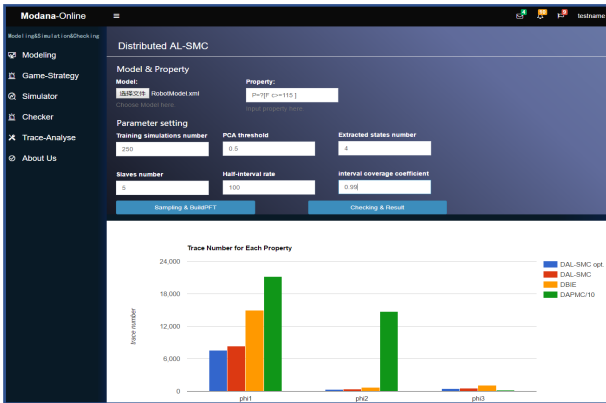 Modana-Online
≡
4
10
9
testname
Modeling&Simulation&Checking
Modeling
Game-Strategy
Simulator
Checker
Trace-Analyse
About Us
Distributed AL-SMC
Model & Property
Model:
Property:
选择文件 RobotModel.xml
P=?[F c>=115 ]
Choose Model here
Input property here
Parameter setting
Training simulations number
PCA threshold
Extracted states number
250
0.5
4
Slaves number
Half-interval rate
interval coverage coefficient
5
100
0.99
Sampling & BuildPFT
Checking & Result
Trace Number for Each Property
trace number
24,000
18,000
12,000
6,000
0
phi1
phi2
phi3
DAL-SMC opt.
DAL-SMC
DBIE
DAPMC/10